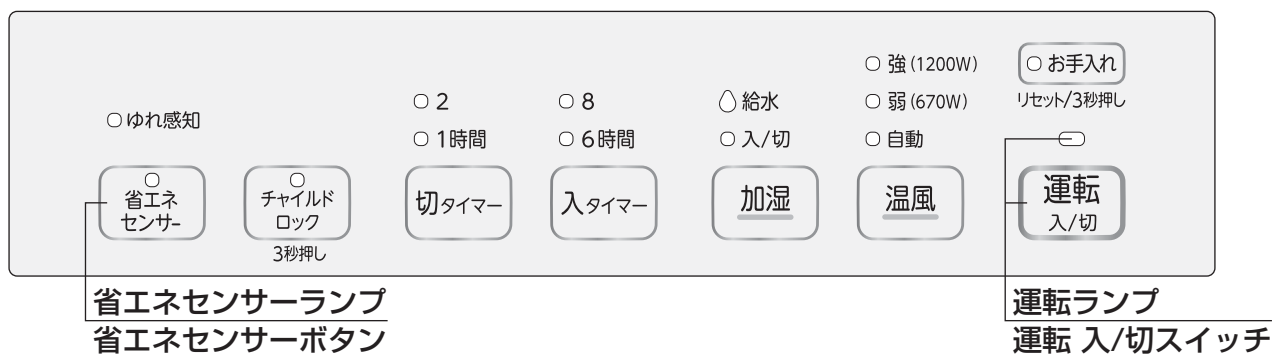 強(1200W)
お手入れ
2
8
給水
弱(670W)
リセット/3秒押し
ゆれ感知
1時間
6時間
入/切
自動
省エネ
センサー
チャイルド
ロック
3秒押し
切タイマー
入タイマー
加湿
温風
運転
入/切
省エネセンサーランプ
省エネセンサーボタン
運転ランプ
運転 入/切スイッチ